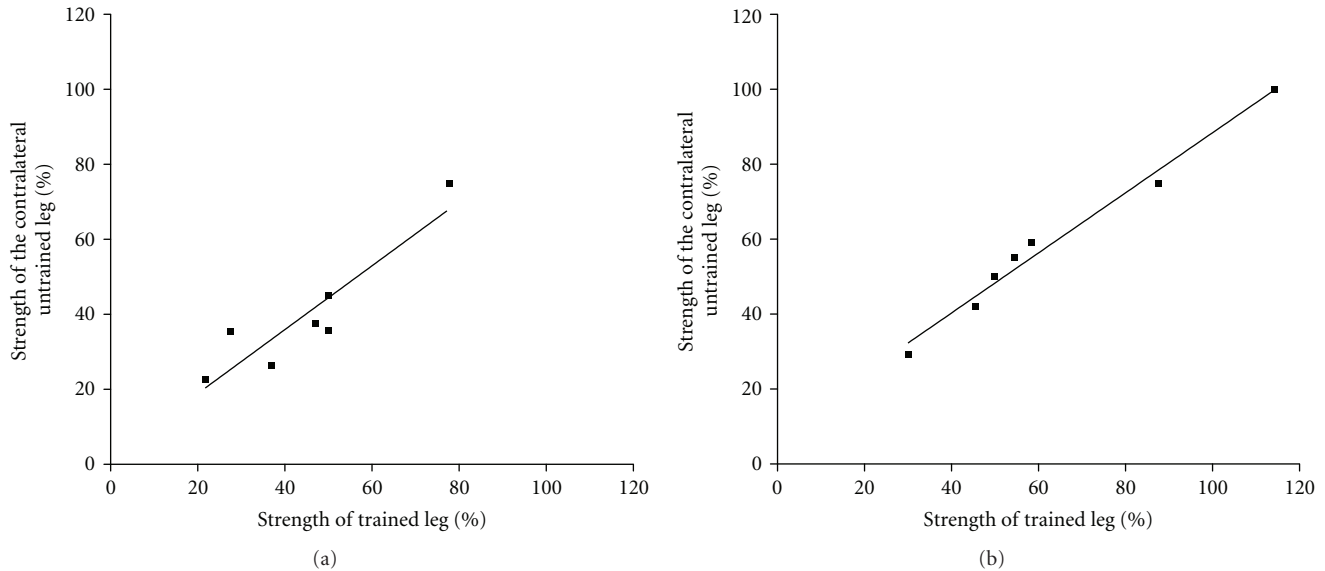 120
100
80
60
40
20
0
Strength of the contralateral
untrained leg (%)
0 20 40 60 80 100 120
Strength of trained leg (%)
(a)
120
100
80
60
40
20
0
Strength of the contralateral
untrained leg (%)
0 20 40 60 80 100 120
Strength of trained leg (%)
(b)